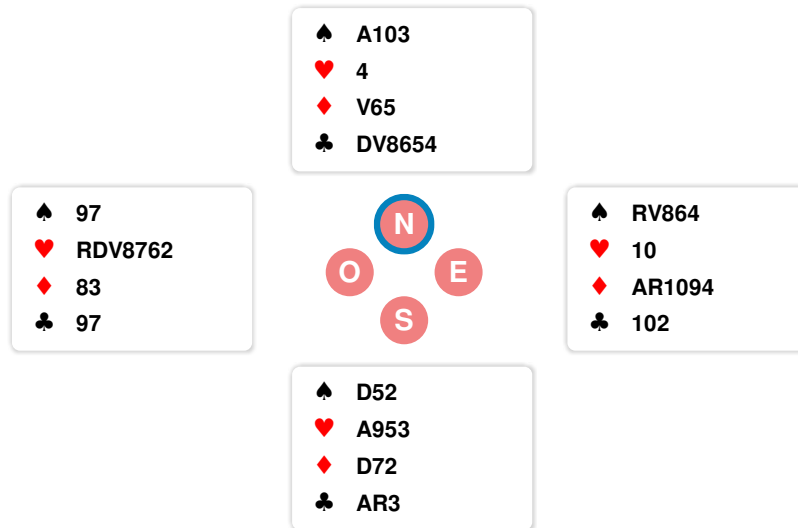 ♠ A103
♥ 4
♦ V65
♣ DV8654
♠ 97
♥ RDV8762
♦ 83
♣ 97
N
O
E
S
♠ RV864
♥ 10
♦ AR1094
♣ 102
♠ D52
♥ A953
♦ D72
♣ AR3